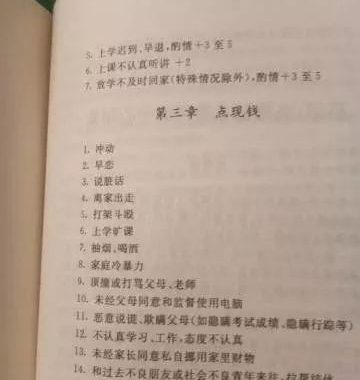 5. 上学迟到、早退,酌情+3至5
6. 上课不认真听讲 +2
7. 放学不及时回家(特殊情况除外),酌情+3至5
第三章 点现钱
1. 冲动
2. 早恋
3. 说脏话
4. 离家出走
5. 打架斗殴
6. 上学旷课
7. 抽烟、喝酒
8. 家庭冷暴力
9. 顶撞或打骂父母、老师
10. 未经父母同意和监督使用电脑
11. 恶意说谎、欺瞒父母(如隐瞒考试成绩、隐瞒行踪等)
12. 不认真学习、工作,态度不认真
13. 未经家长同意私自挪用家里财物
14. 和过去不良朋友或社会不良青年来往、拉帮结伙